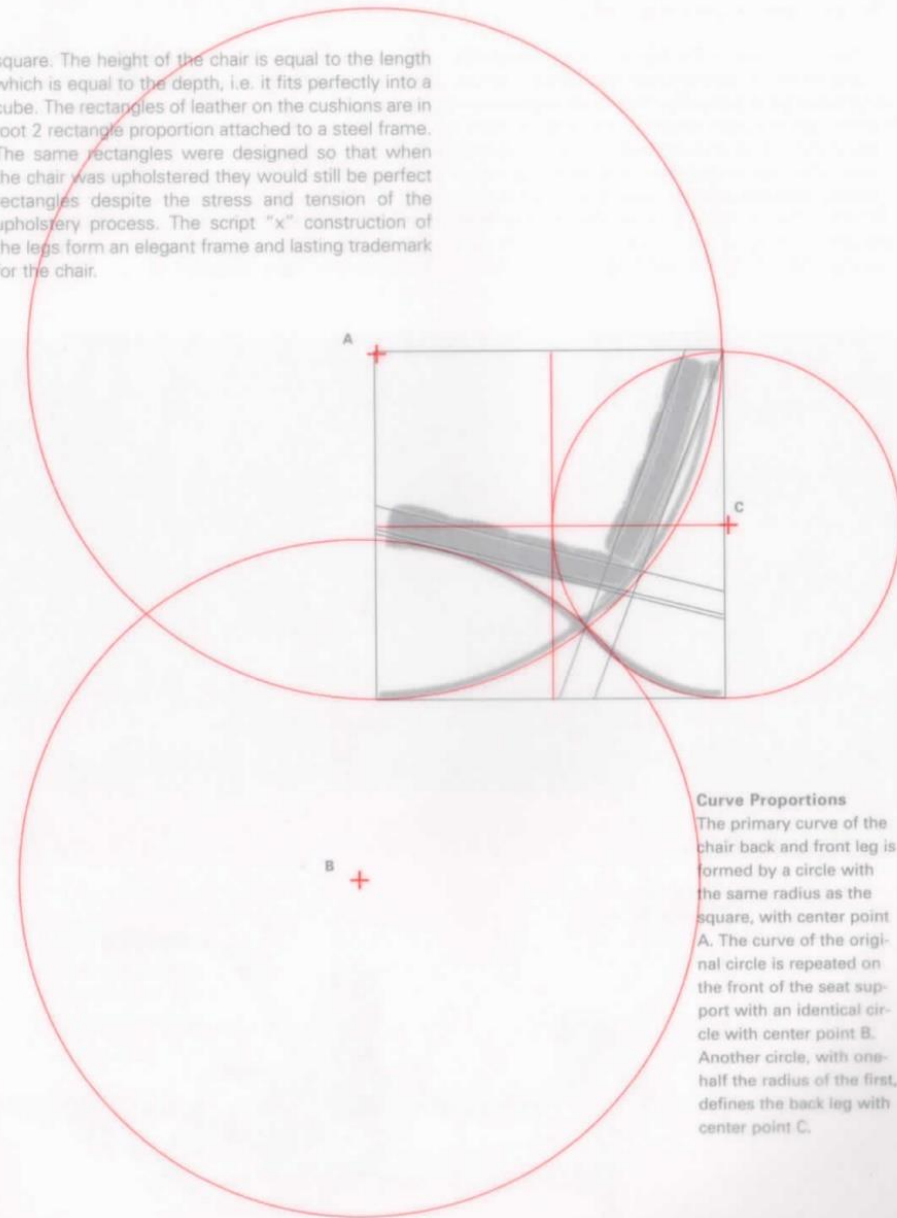 square. The height of the chair is equal to the length
which is equal to the depth, i.e. it fits perfectly into a
cube. The rectangles of leather on the cushions are in
root 2 rectangle proportion attached to a steel frame.
The same rectangles were designed so that when
the chair was upholstered they would still be perfect
rectangles despite the stress and tension of the
upholstery process. The script "x" construction of
the legs form an elegant frame and lasting trademark
for the chair.
A
C
B
Curve Proportions
The primary curve of the
chair back and front leg is
formed by a circle with
the same radius as the
square, with center point
A. The curve of the origi-
nal circle is repeated on
the front of the seat sup-
port with an identical cir-
cle with center point B.
Another circle, with one-
half the radius of the first,
defines the back leg with
center point C.